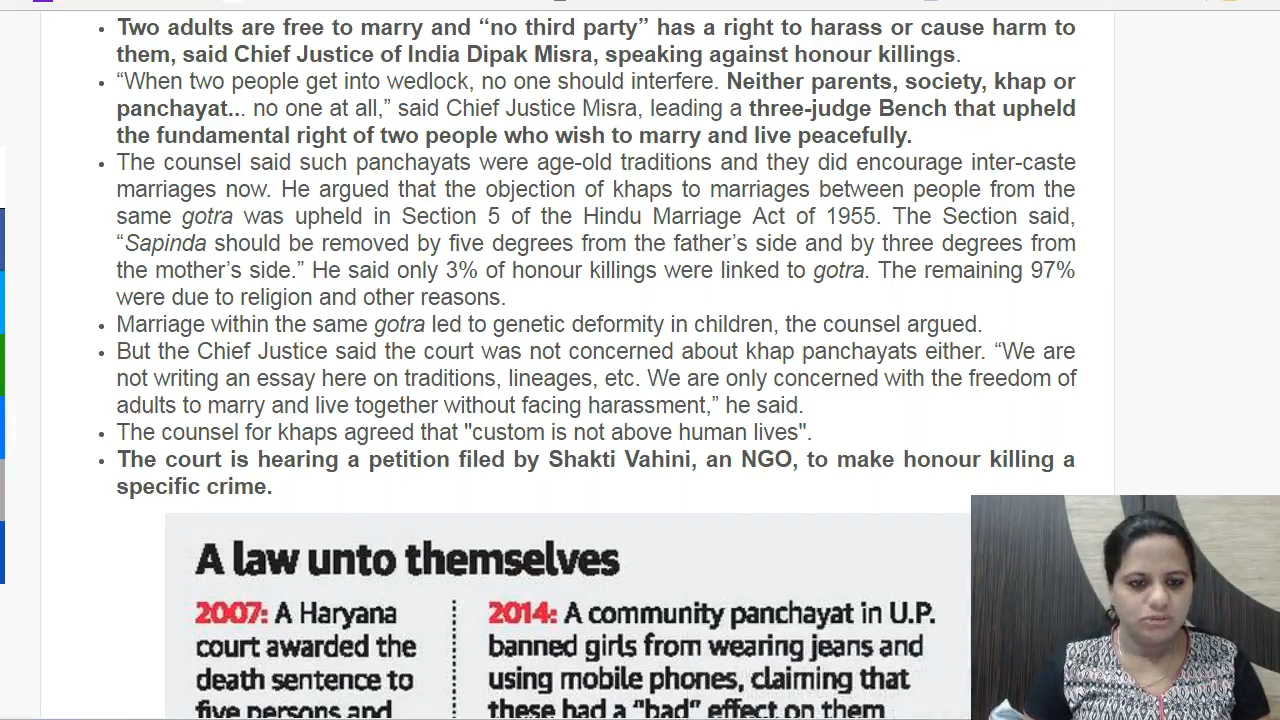 Two adults are free to marry and “no third party” has a right to harass or cause harm to
them, said Chief Justice of India Dipak Misra, speaking against honour killings.
“When two people get into wedlock, no one should interfere. Neither parents, society, khap or
panchayat... no one at all,” said Chief Justice Misra, leading a three-judge Bench that upheld
the fundamental right of two people who wish to marry and live peacefully.
The counsel said such panchayats were age-old traditions and they did encourage inter-caste
marriages now. He argued that the objection of khaps to marriages between people from the
same gotra was upheld in Section 5 of the Hindu Marriage Act of 1955. The Section said,
“Sapinda should be removed by five degrees from the father’s side and by three degrees from
the mother’s side.” He said only 3% of honour killings were linked to gotra. The remaining 97%
were due to religion and other reasons.
Marriage within the same gotra led to genetic deformity in children, the counsel argued.
But the Chief Justice said the court was not concerned about khap panchayats either. “We are
not writing an essay here on traditions, lineages, etc. We are only concerned with the freedom of
adults to marry and live together without facing harassment,” he said.
The counsel for khaps agreed that "custom is not above human lives".
The court is hearing a petition filed by Shakti Vahini, an NGO, to make honour killing a
specific crime.
A law unto themselves
2007: A Haryana
court awarded the
death sentence to
five persons and
2014: A community panchayat in U.P.
banned girls from wearing jeans and
using mobile phones, claiming that
these had a "bad" effect on them